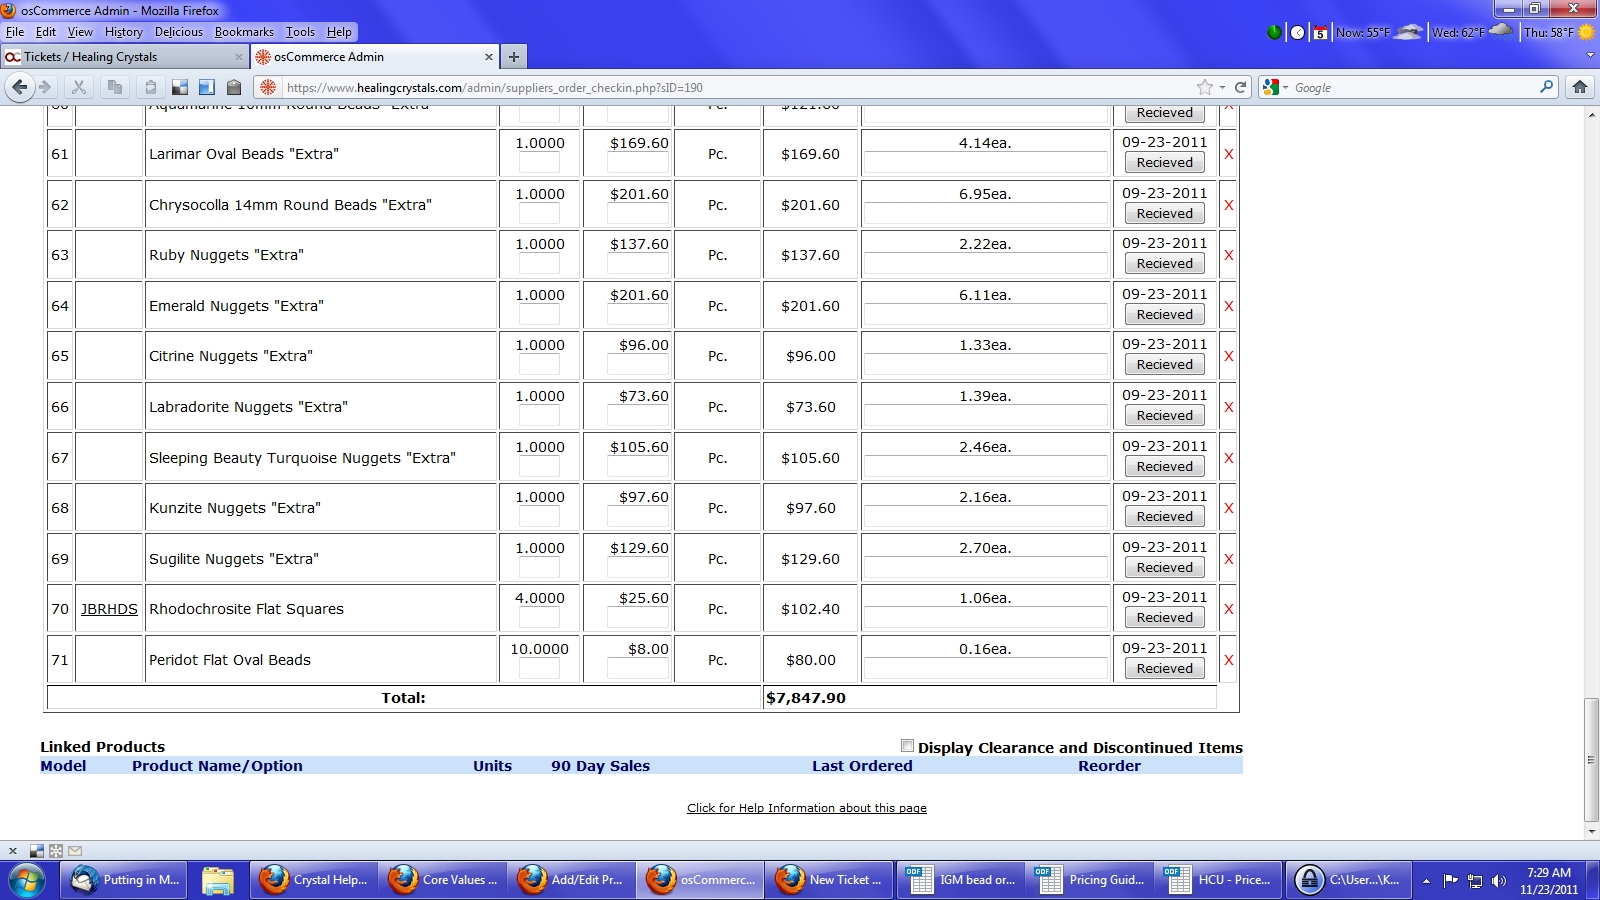 osCommerce Admin - Mozilla Firefox
File Edit View History Delicious Bookmarks Tools Help
5 Now: 55°F Wed: 62°F Thu: 58°F
Tickets / Healing Crystals × osCommerce Admin × +
https://www.healingcrystals.com/admin/suppliers_order_checkin.php?sID=190 Google
60 Aquamarine 10mm Round Beads "Extra" Pc. $121.60 Recieved X
61 Larimar Oval Beads "Extra" 1.0000 $169.60 Pc. $169.60 4.14ea. 09-23-2011 Recieved X
62 Chrysocolla 14mm Round Beads "Extra" 1.0000 $201.60 Pc. $201.60 6.95ea. 09-23-2011 Recieved X
63 Ruby Nuggets "Extra" 1.0000 $137.60 Pc. $137.60 2.22ea. 09-23-2011 Recieved X
64 Emerald Nuggets "Extra" 1.0000 $201.60 Pc. $201.60 6.11ea. 09-23-2011 Recieved X
65 Citrine Nuggets "Extra" 1.0000 $96.00 Pc. $96.00 1.33ea. 09-23-2011 Recieved X
66 Labradorite Nuggets "Extra" 1.0000 $73.60 Pc. $73.60 1.39ea. 09-23-2011 Recieved X
67 Sleeping Beauty Turquoise Nuggets "Extra" 1.0000 $105.60 Pc. $105.60 2.46ea. 09-23-2011 Recieved X
68 Kunzite Nuggets "Extra" 1.0000 $97.60 Pc. $97.60 2.16ea. 09-23-2011 Recieved X
69 Sugilite Nuggets "Extra" 1.0000 $129.60 Pc. $129.60 2.70ea. 09-23-2011 Recieved X
70 JBRHDS Rhodochrosite Flat Squares 4.0000 $25.60 Pc. $102.40 1.06ea. 09-23-2011 Recieved X
71 Peridot Flat Oval Beads 10.0000 $8.00 Pc. $80.00 0.16ea. 09-23-2011 Recieved X
Total: $7,847.90
Linked Products Display Clearance and Discontinued Items
Model Product Name/Option Units 90 Day Sales Last Ordered Reorder
Click for Help Information about this page
×
Putting in M... Crystal Help... Core Values ... Add/Edit Pr... osCommerc... New Ticket ... ODF IGM bead or... ODF Pricing Guid... ODF HCU - Price... C:\User...\K... 7:29 AM
11/23/2011